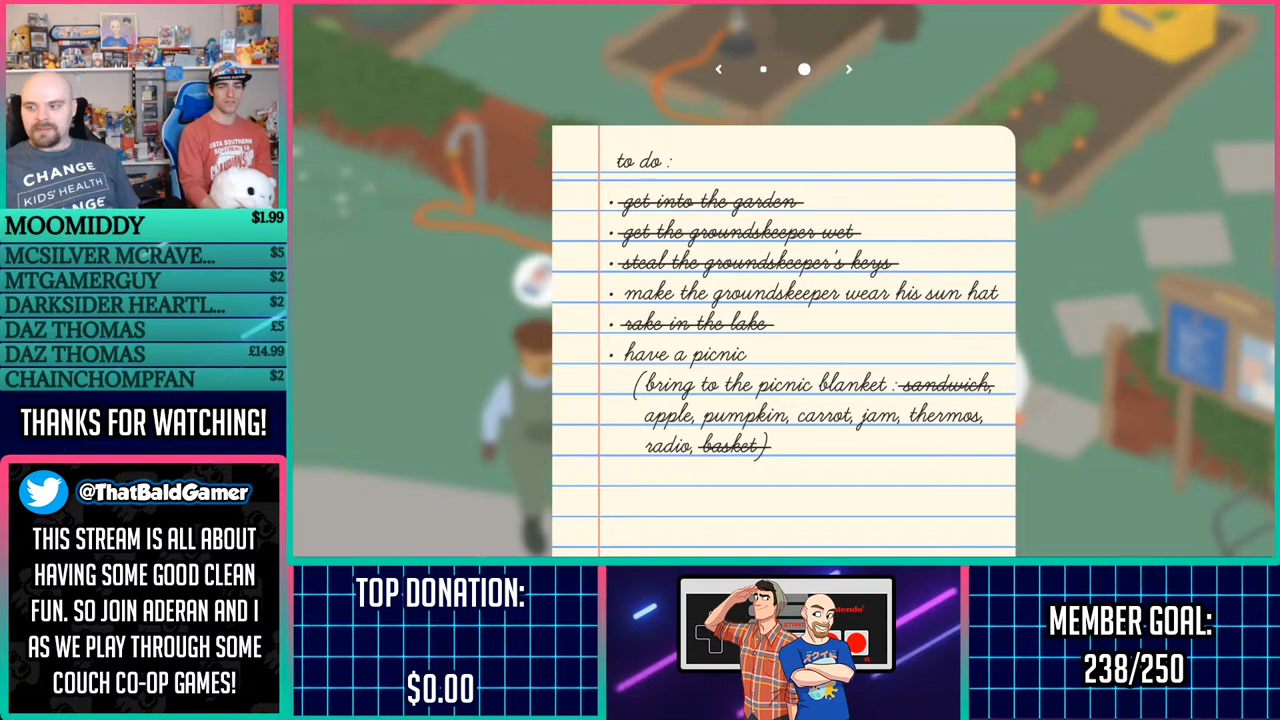 CHANGE
KIDS' HEALTH
MOOMIDDY $1.99
MCSILVER MCRAVE... $5
MTGAMERGUY $2
DARKSIDER HEARTL... $2
DAZ THOMAS £5
DAZ THOMAS £14.99
CHAINCHOMPFAN $2
THANKS FOR WATCHING!
@ThatBaldGamer
THIS STREAM IS ALL ABOUT
HAVING SOME GOOD CLEAN
FUN. SO JOIN ADERAN AND I
AS WE PLAY THROUGH SOME
COUCH CO-OP GAMES!
to do :
• get into the garden
• get the groundskeeper wet
• steal the groundskeeper's keys
• make the groundskeeper wear his sun hat
• rake in the lake
• have a picnic
(bring to the picnic blanket : sandwich,
apple, pumpkin, carrot, jam, thermos,
radio, basket)
TOP DONATION:
$0.00
START
MEMBER GOAL:
238/250